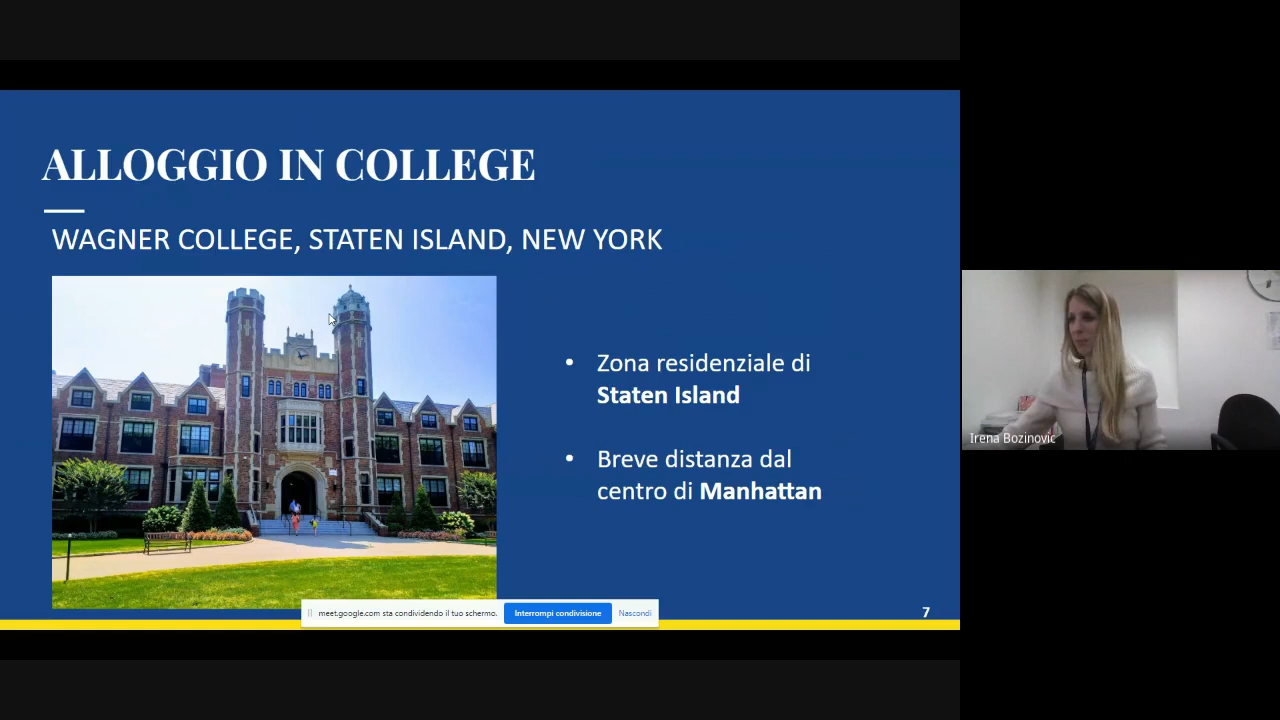 ALLOGGIO IN COLLEGE
WAGNER COLLEGE, STATEN ISLAND, NEW YORK
• Zona residenziale di
Staten Island
• Breve distanza dal
centro di Manhattan
meet.google.com sta condividendo il tuo schermo.
Interrompi condivisione
Nascondi
7
Irena Bozinovic